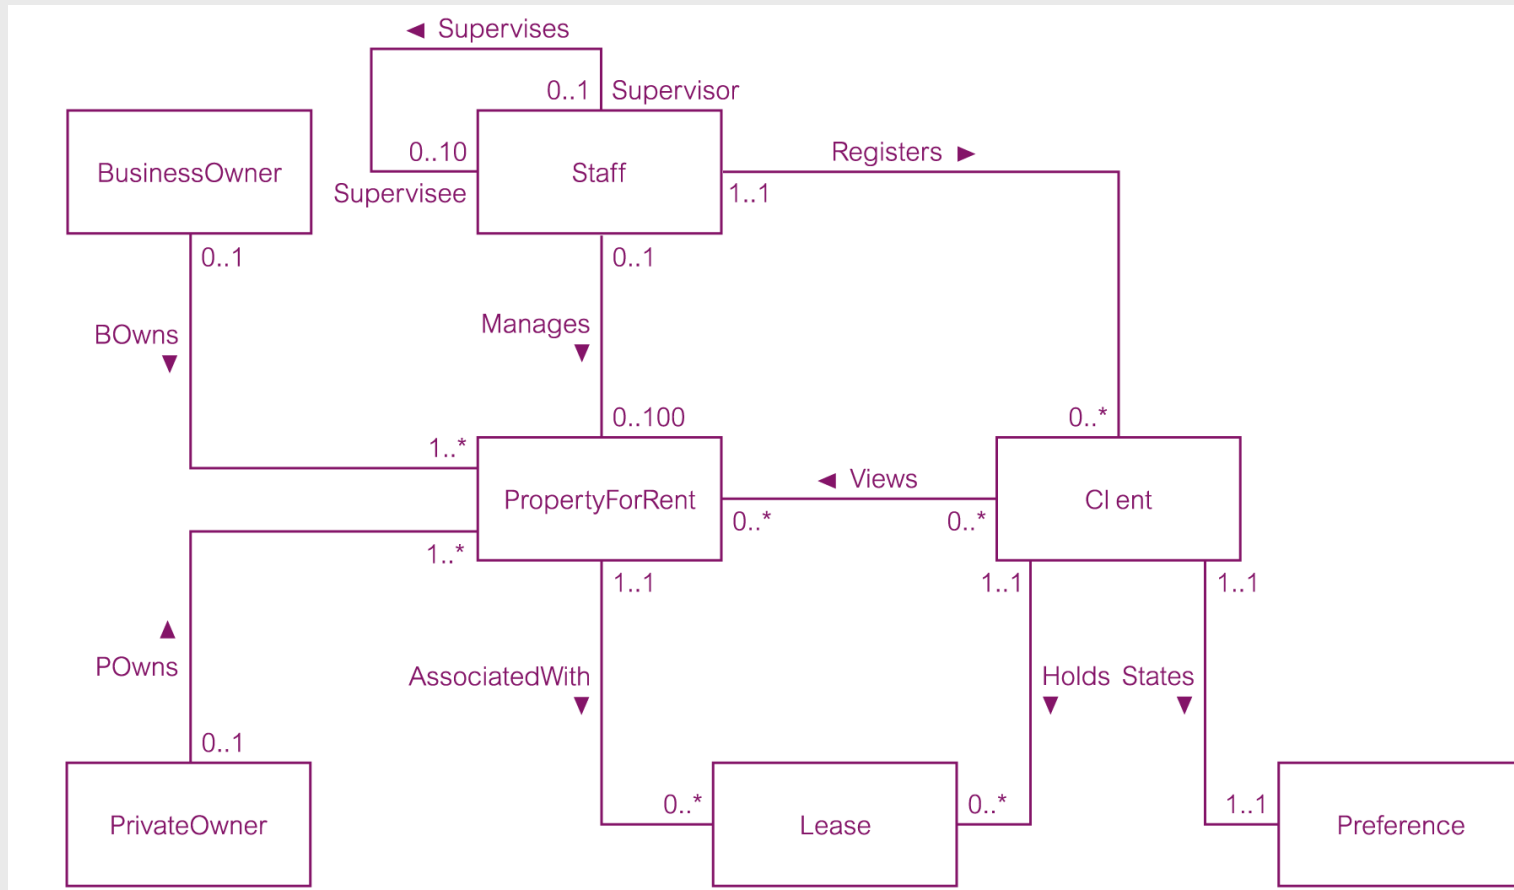 ◄ Supervises
0..1 Supervisor
0..10
Supervisee
BusinessOwner
Staff
Registers ►
1..1
0..1
0..1
BOwns
▼
Manages
▼
0..100
0..*
1..*
PropertyForRent
◄ Views
Cl ent
0..*
0..*
1..*
1..1
1..1
1..1
▲
POwns
AssociatedWith
▼
Holds
▼
States
▼
0..1
0..*
0..*
1..1
PrivateOwner
Lease
Preference